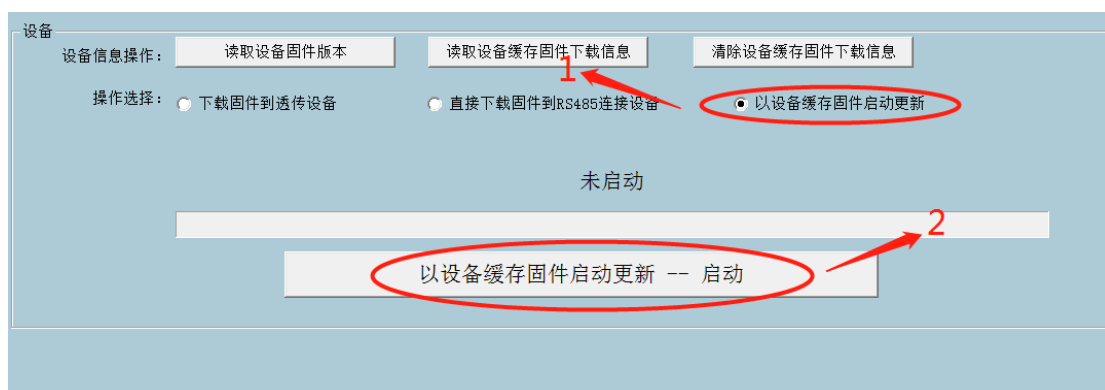 设备
设备信息操作： 读取设备固件版本 读取设备缓存固件下载信息 清除设备缓存固件下载信息
1
操作选择： 下载固件到透传设备 直接下载固件到RS485连接设备 以设备缓存固件启动更新
未启动
2
以设备缓存固件启动更新 -- 启动